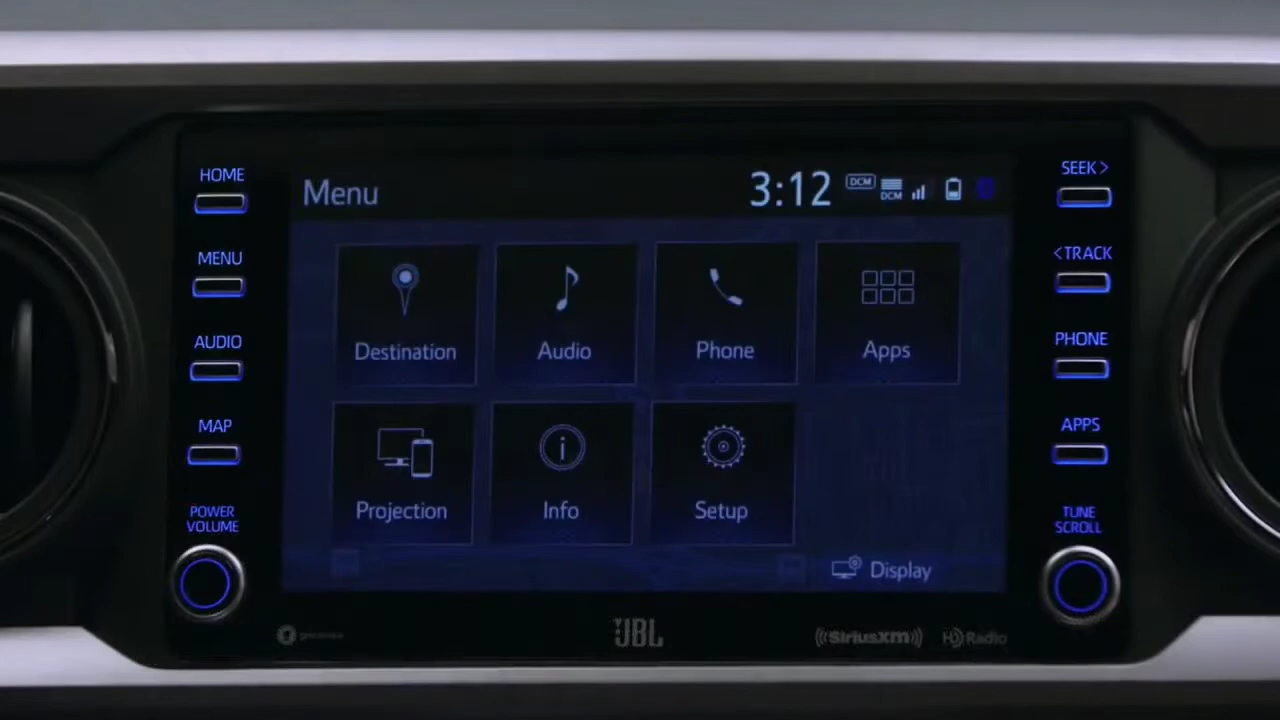 HOME
SEEK >
Menu
3:12
DCM
DCM
MENU
< TRACK
Destination
Audio
Phone
Apps
AUDIO
PHONE
MAP
APPS
Projection
Info
Setup
POWER
VOLUME
TUNE
SCROLL
Display
JBL
((SiriusXM))
HD Radio